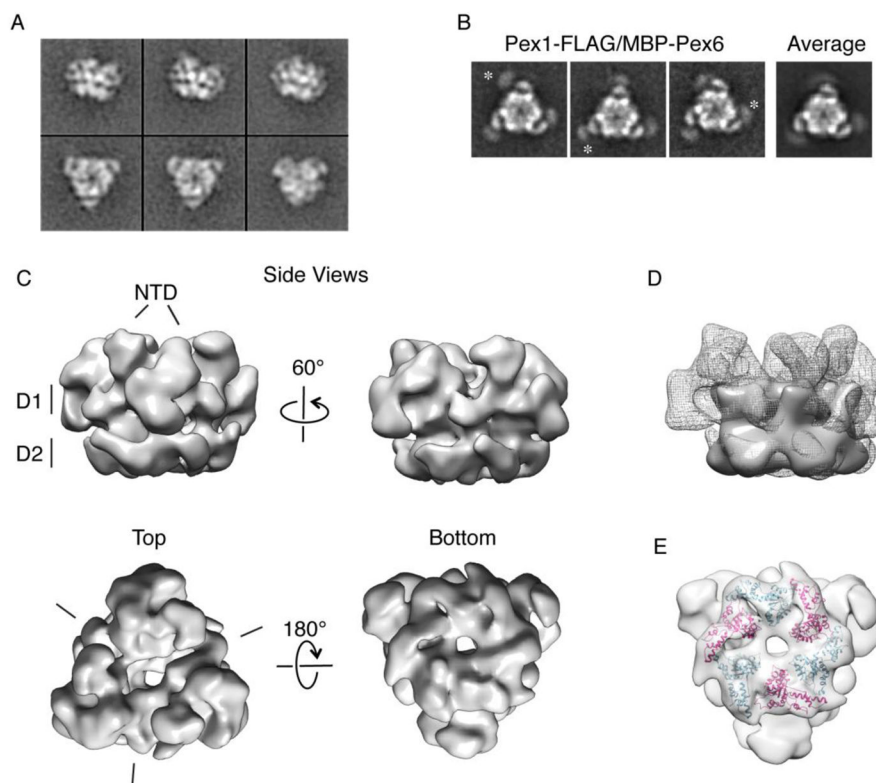 A
B
Pex1-FLAG/MBP-Pex6
Average
*
*
*
C
Side Views
D
NTD
D1
D2
60°
Top
Bottom
E
180°